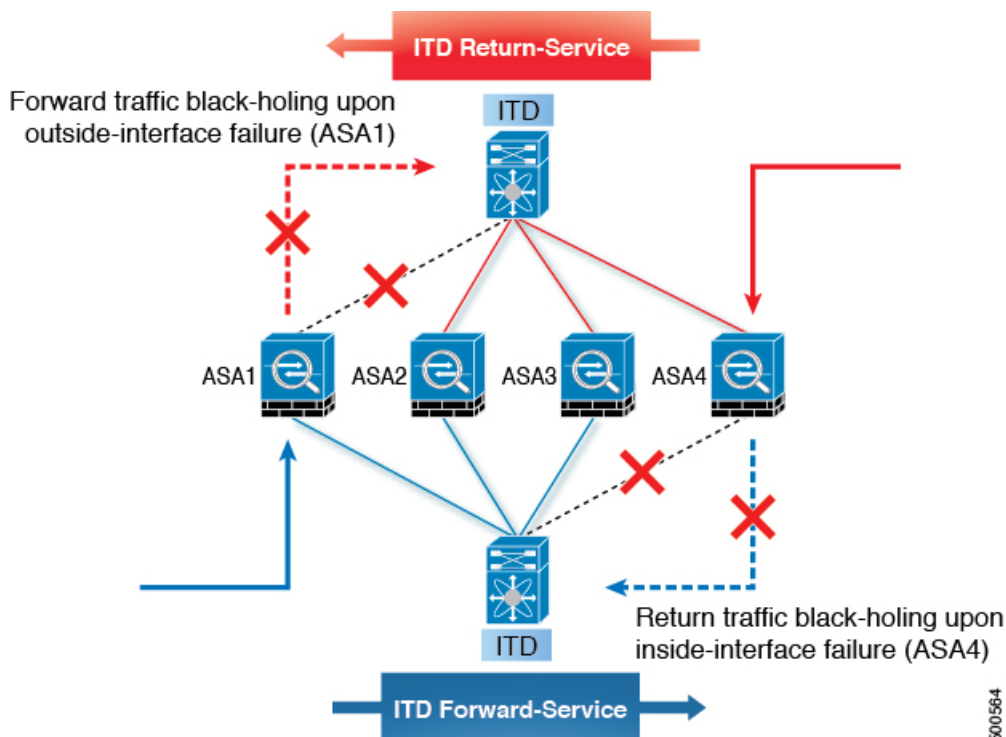 ITD Return-Service
Forward traffic black-holing upon
outside-interface failure (ASA1)
ITD
ASA1
ASA2
ASA3
ASA4
ITD
Return traffic black-holing upon
inside-interface failure (ASA4)
ITD Forward-Service
500564